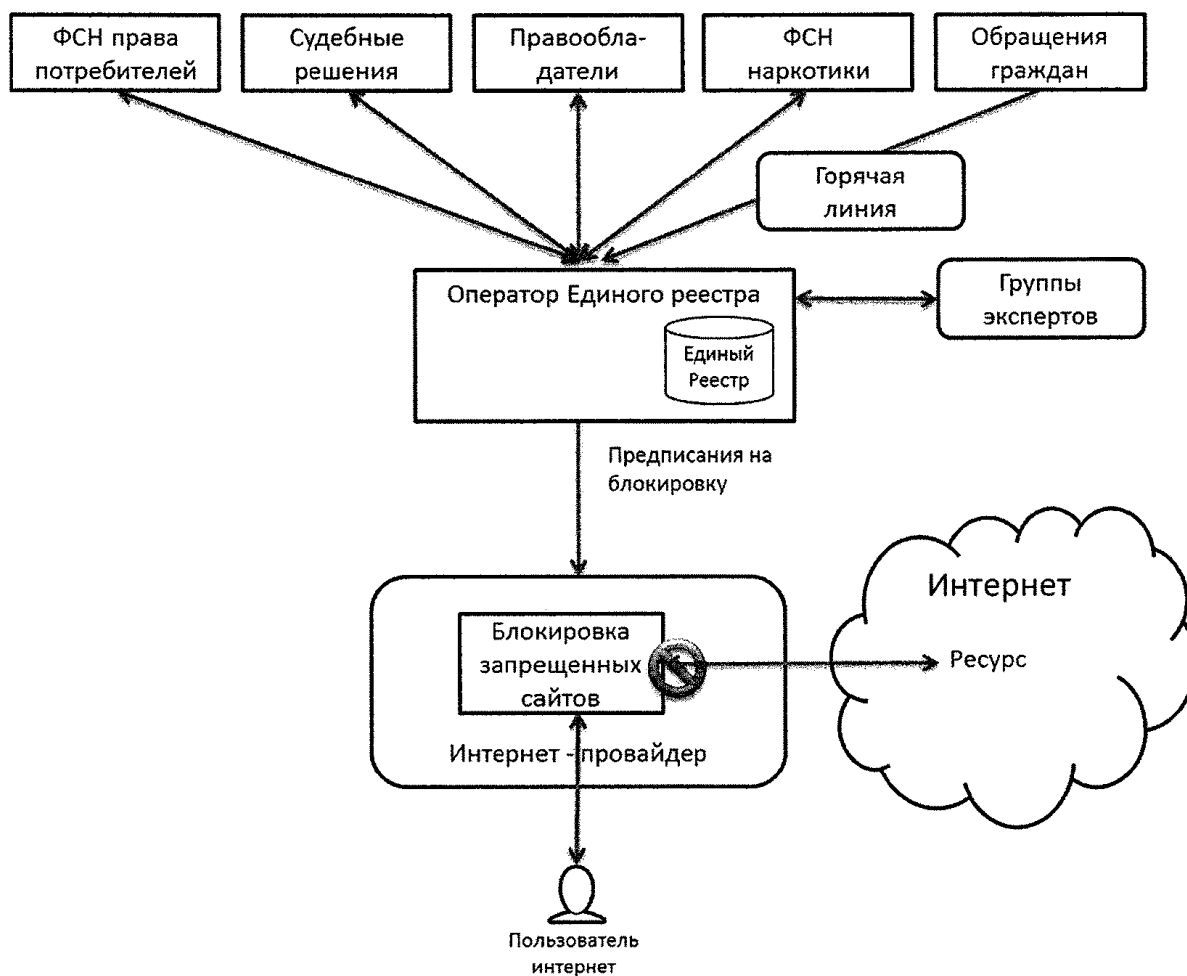 ФСН права
потребителей
Судебные
решения
Правообла-
датели
ФСН
наркотики
Обращения
граждан
Горячая
линия
Оператор Единого реестра
Единый
Реестр
Группы
экспертов
Предписания на
блокировку
Интернет
Ресурс
Блокировка
запрещенных
сайтов
Интернет - провайдер
Пользователь
интернет